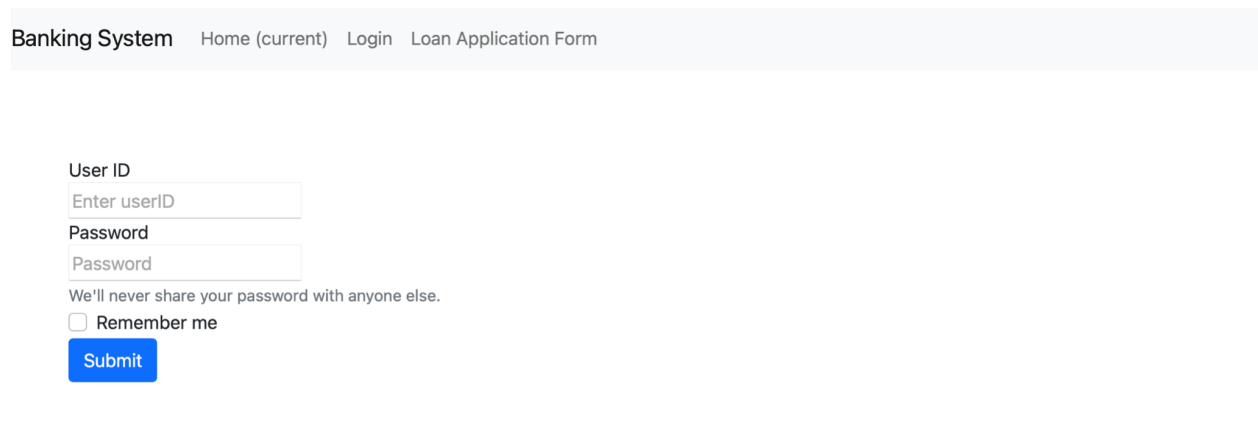 Banking System Home (current) Login Loan Application Form
User ID
Enter userID
Password
Password
We'll never share your password with anyone else.
Remember me
Submit